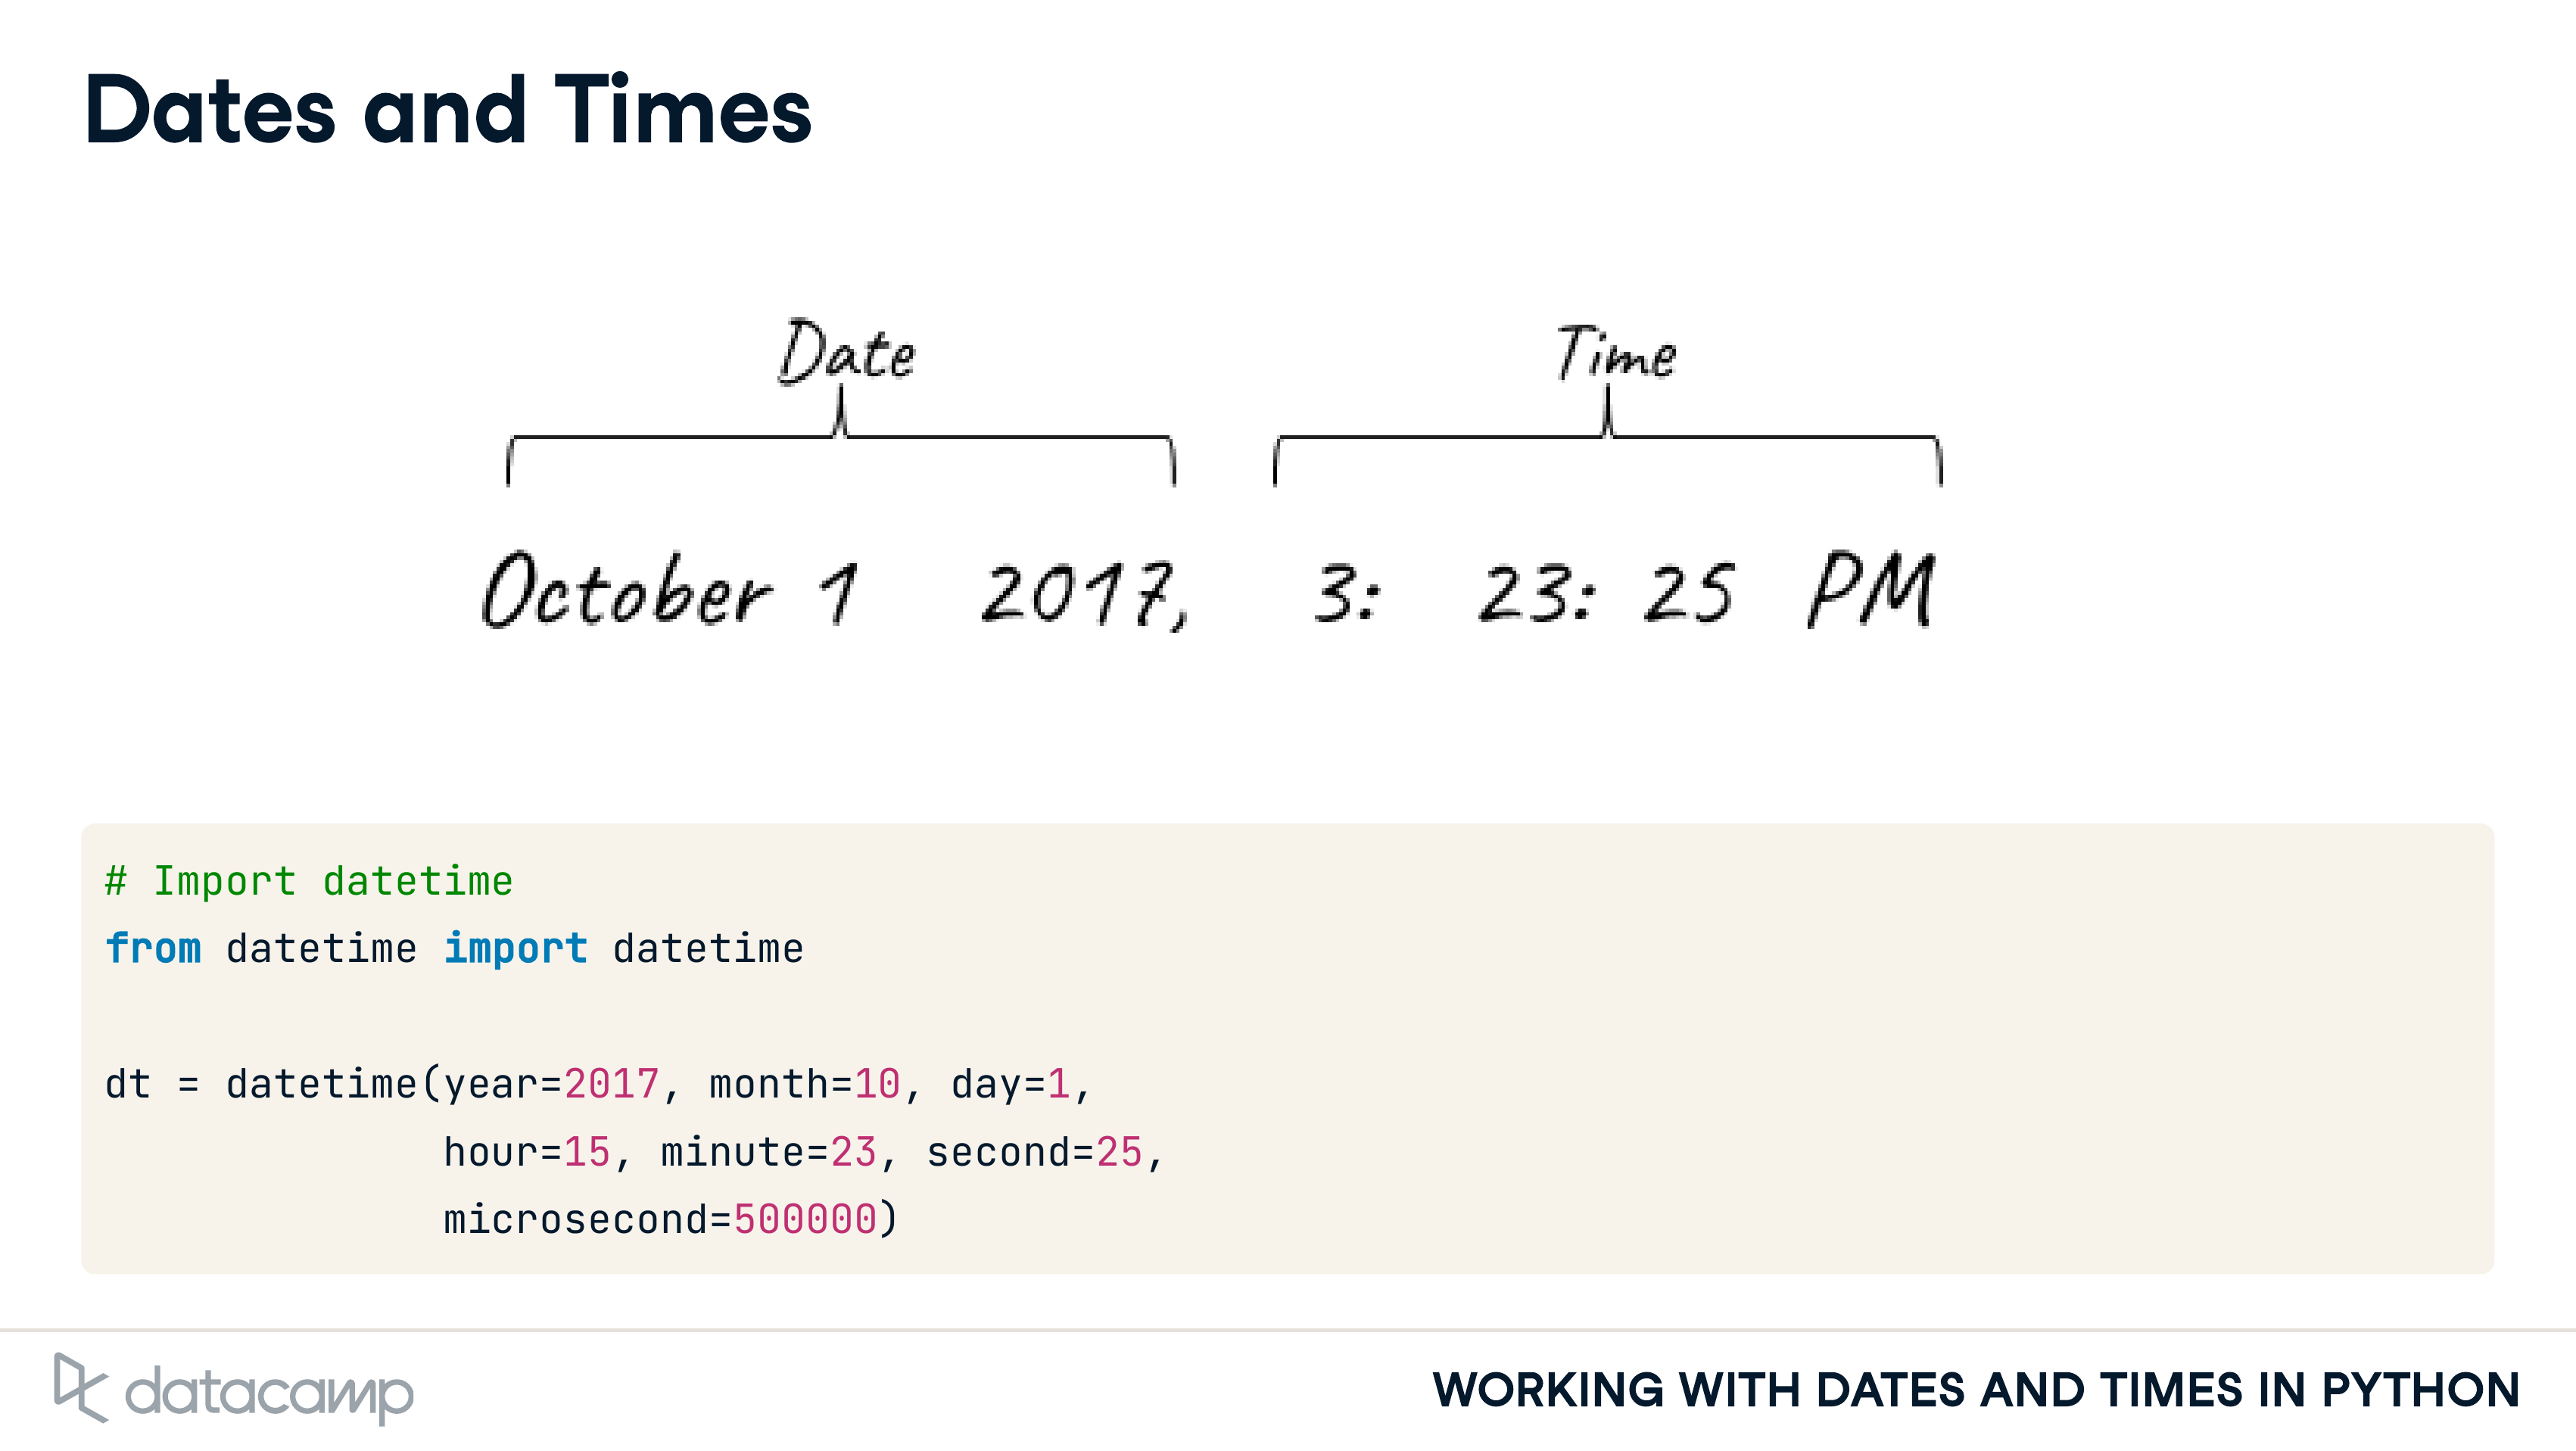 Dates and Times
Date Time
October 1 2017, 3: 23: 25 PM
# Import datetime
from datetime import datetime
dt = datetime(year=2017, month=10, day=1,
hour=15, minute=23, second=25,
microsecond=500000)
datacamp
WORKING WITH DATES AND TIMES IN PYTHON